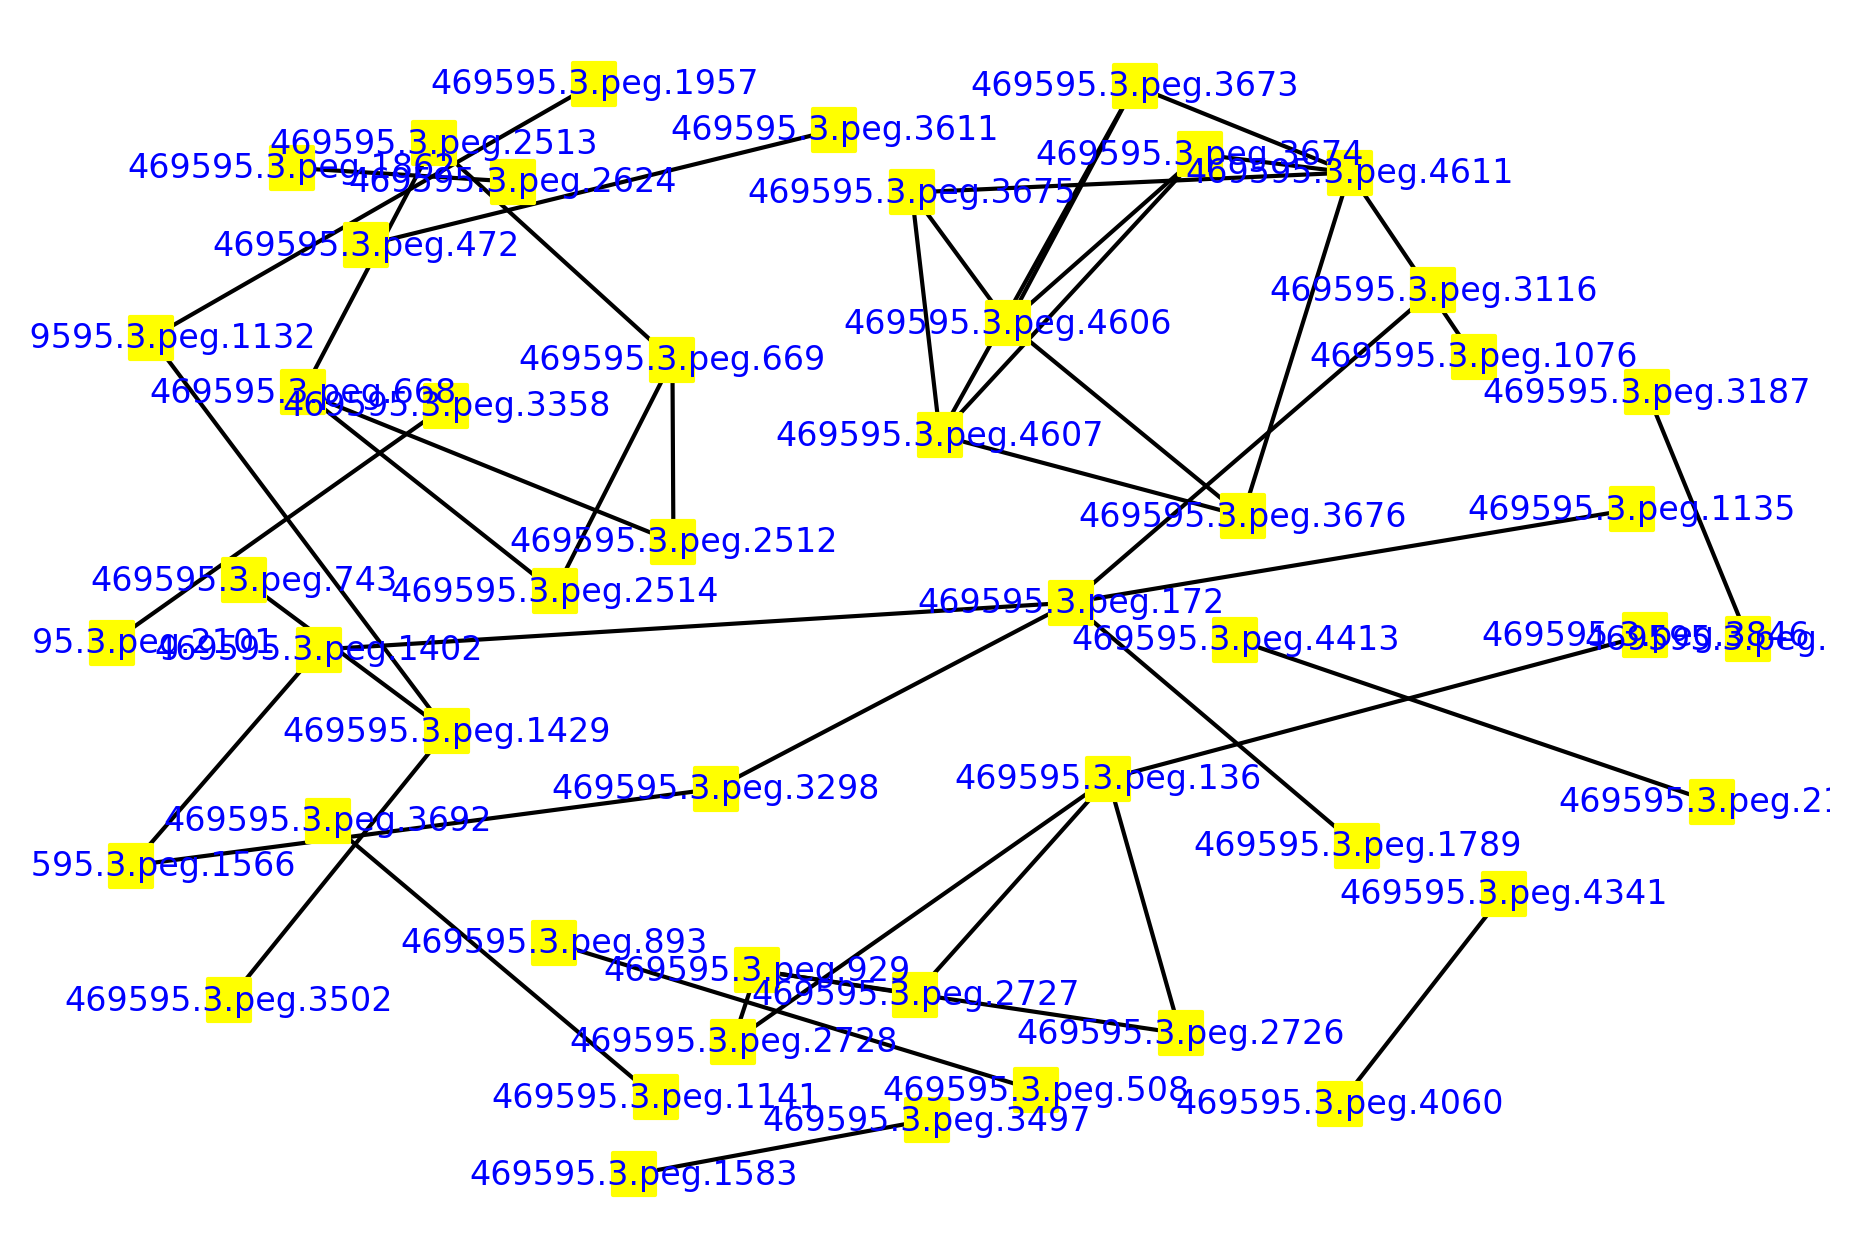 469595.3.peg.1957
469595.3.peg.3673
469595.3.peg.3611
469595.3.peg.2513
469595.3.peg.3674
469595.3.peg.1862
469595.3.peg.4611
469595.3.peg.2624
469595.3.peg.3675
469595.3.peg.472
469595.3.peg.3116
469595.3.peg.4606
9595.3.peg.1132
469595.3.peg.1076
469595.3.peg.669
469595.3.peg.3187
469595.3.peg.668
469595.3.peg.3358
469595.3.peg.4607
469595.3.peg.1135
469595.3.peg.3676
469595.3.peg.2512
469595.3.peg.743
469595.3.peg.2514
469595.3.peg.172
469595.3.peg.3846
469595.3.peg.4413
469595.3.peg.
95.3.peg.2101
469595.3.peg.1402
469595.3.peg.1429
469595.3.peg.136
469595.3.peg.3298
469595.3.peg.21
469595.3.peg.3692
469595.3.peg.1789
595.3.peg.1566
469595.3.peg.4341
469595.3.peg.893
469595.3.peg.929
469595.3.peg.2727
469595.3.peg.3502
469595.3.peg.2726
469595.3.peg.2728
469595.3.peg.508
469595.3.peg.1141
469595.3.peg.4060
469595.3.peg.3497
469595.3.peg.1583